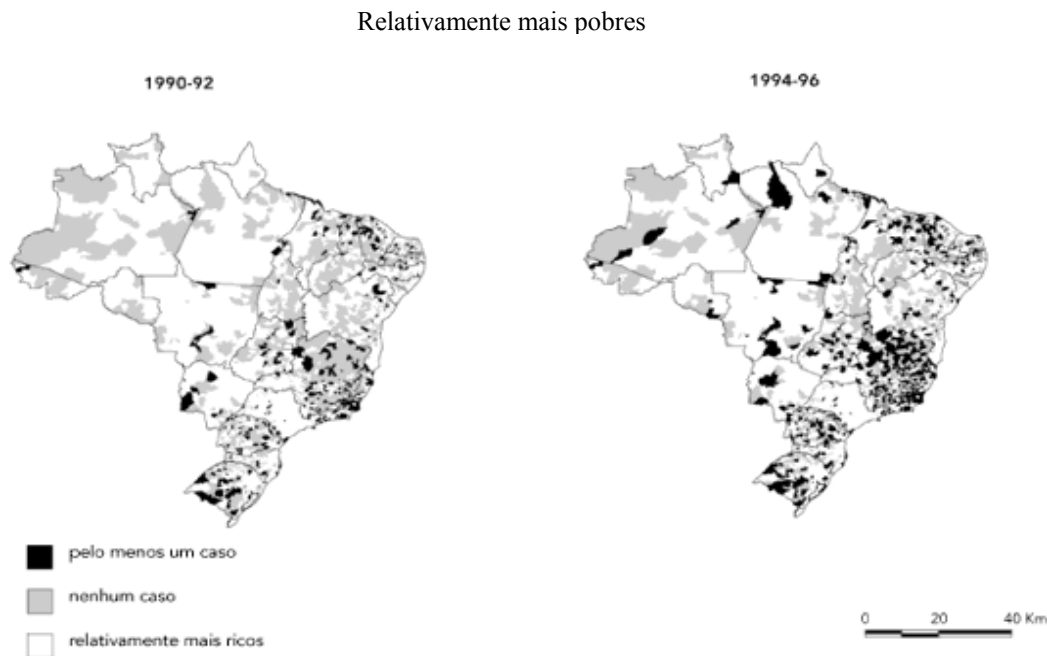 Relativamente mais pobres
1990-92
1994-96
pelo menos um caso
nenhum caso
relativamente mais ricos
0 20 40 Km